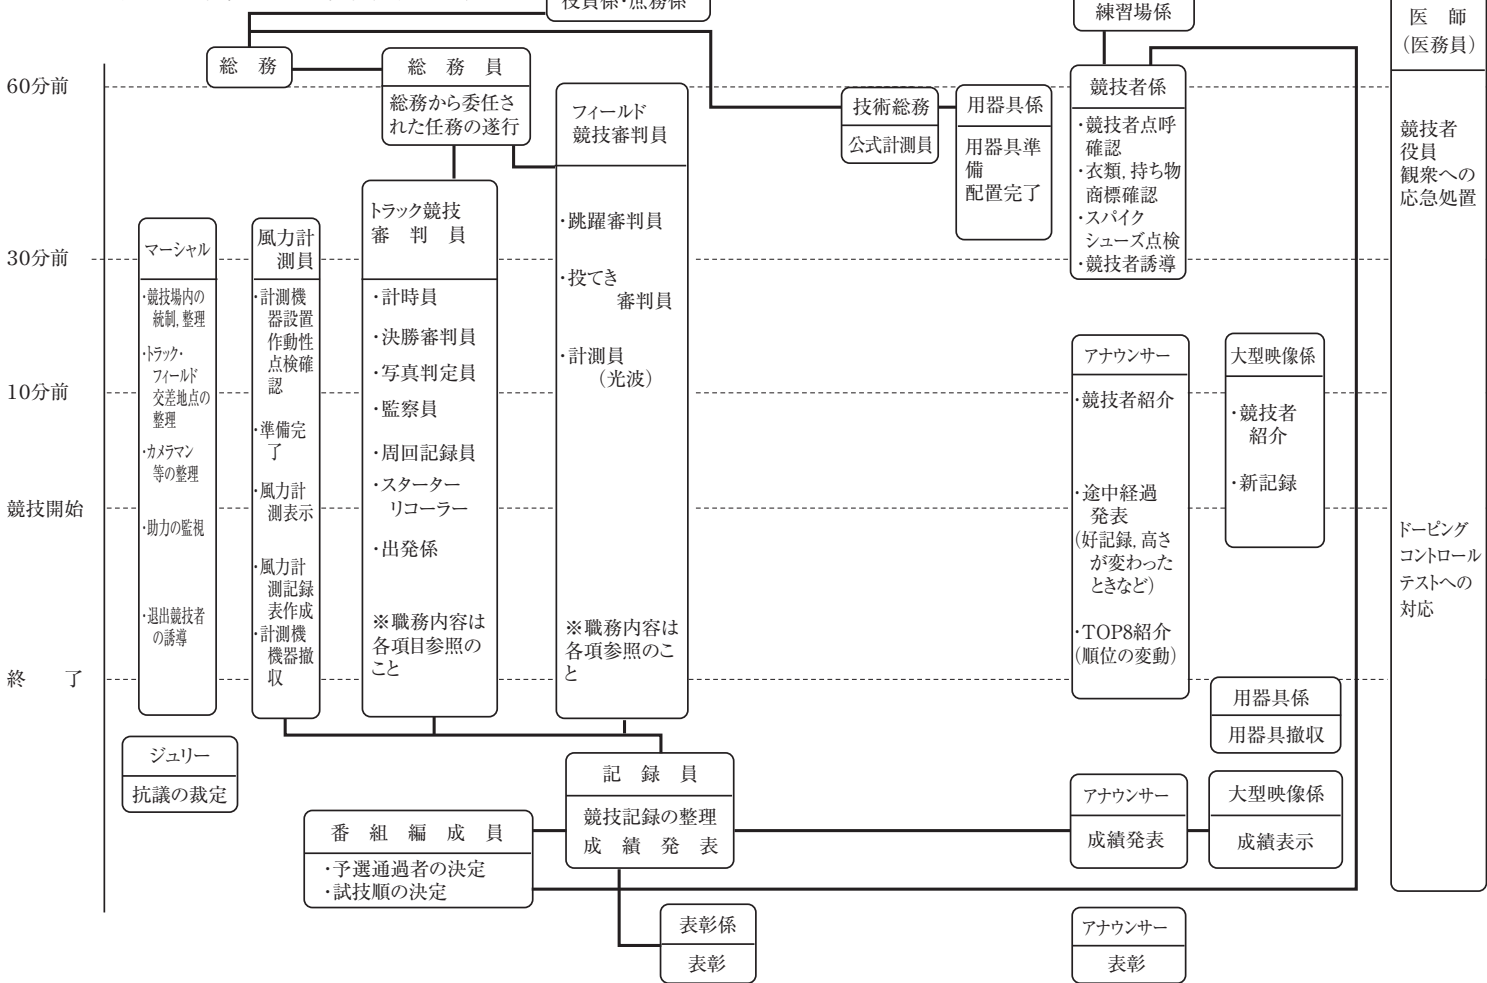 役員係・庶務係
練習場係
医　師
（医務員）
総　務
総　務　員
総務から委任さ
れた任務の遂行
60分前
30分前
10分前
競技開始
終　　了
マーシャル
・競技場内の
統制, 整理
・トラック・
フィールド
交差地点の
整理
・カメラマン
等の整理
・助力の監視
・退出競技者
の誘導
風力計
測員
・計測機
器設置
作動性
点検確
認
・準備完
了
・風力計
測表示
・風力計
測記録
表作成
・計測機
機器撤
収
トラック競技
審　判　員
・計時員
・決勝審判員
・写真判定員
・監察員
・周回記録員
・スターター
リコーラー
・出発係
※職務内容は
各項目参照の
こと
フィールド
競技審判員
・跳躍審判員
・投てき
審判員
・計測員
（光波）
※職務内容は
各項参照のこ
と
技術総務
公式計測員
用器具係
用器具準
備
配置完了
競技者係
・競技者点呼
確認
・衣類, 持ち物
商標確認
・スパイク
シューズ点検
・競技者誘導
競技者
役員
観衆への
応急処置
ドーピング
コントロール
テストへの
対応
アナウンサー
・競技者紹介
・途中経過
発表
(好記録, 高さ
が変わった
ときなど)
・TOP8紹介
(順位の変動)
大型映像係
・競技者
紹介
・新記録
用器具係
用器具撤収
ジュリー
抗議の裁定
記　録　員
競技記録の整理
成　績　発　表
番　組　編　成　員
・予選通過者の決定
・試技順の決定
アナウンサー
成績発表
大型映像係
成績表示
表彰係
表彰
アナウンサー
表彰